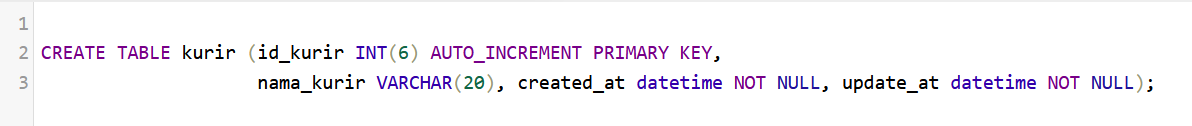 1
2 CREATE TABLE kurir (id_kurir INT(6) AUTO_INCREMENT PRIMARY KEY,
3 nama_kurir VARCHAR(20), created_at datetime NOT NULL, update_at datetime NOT NULL);